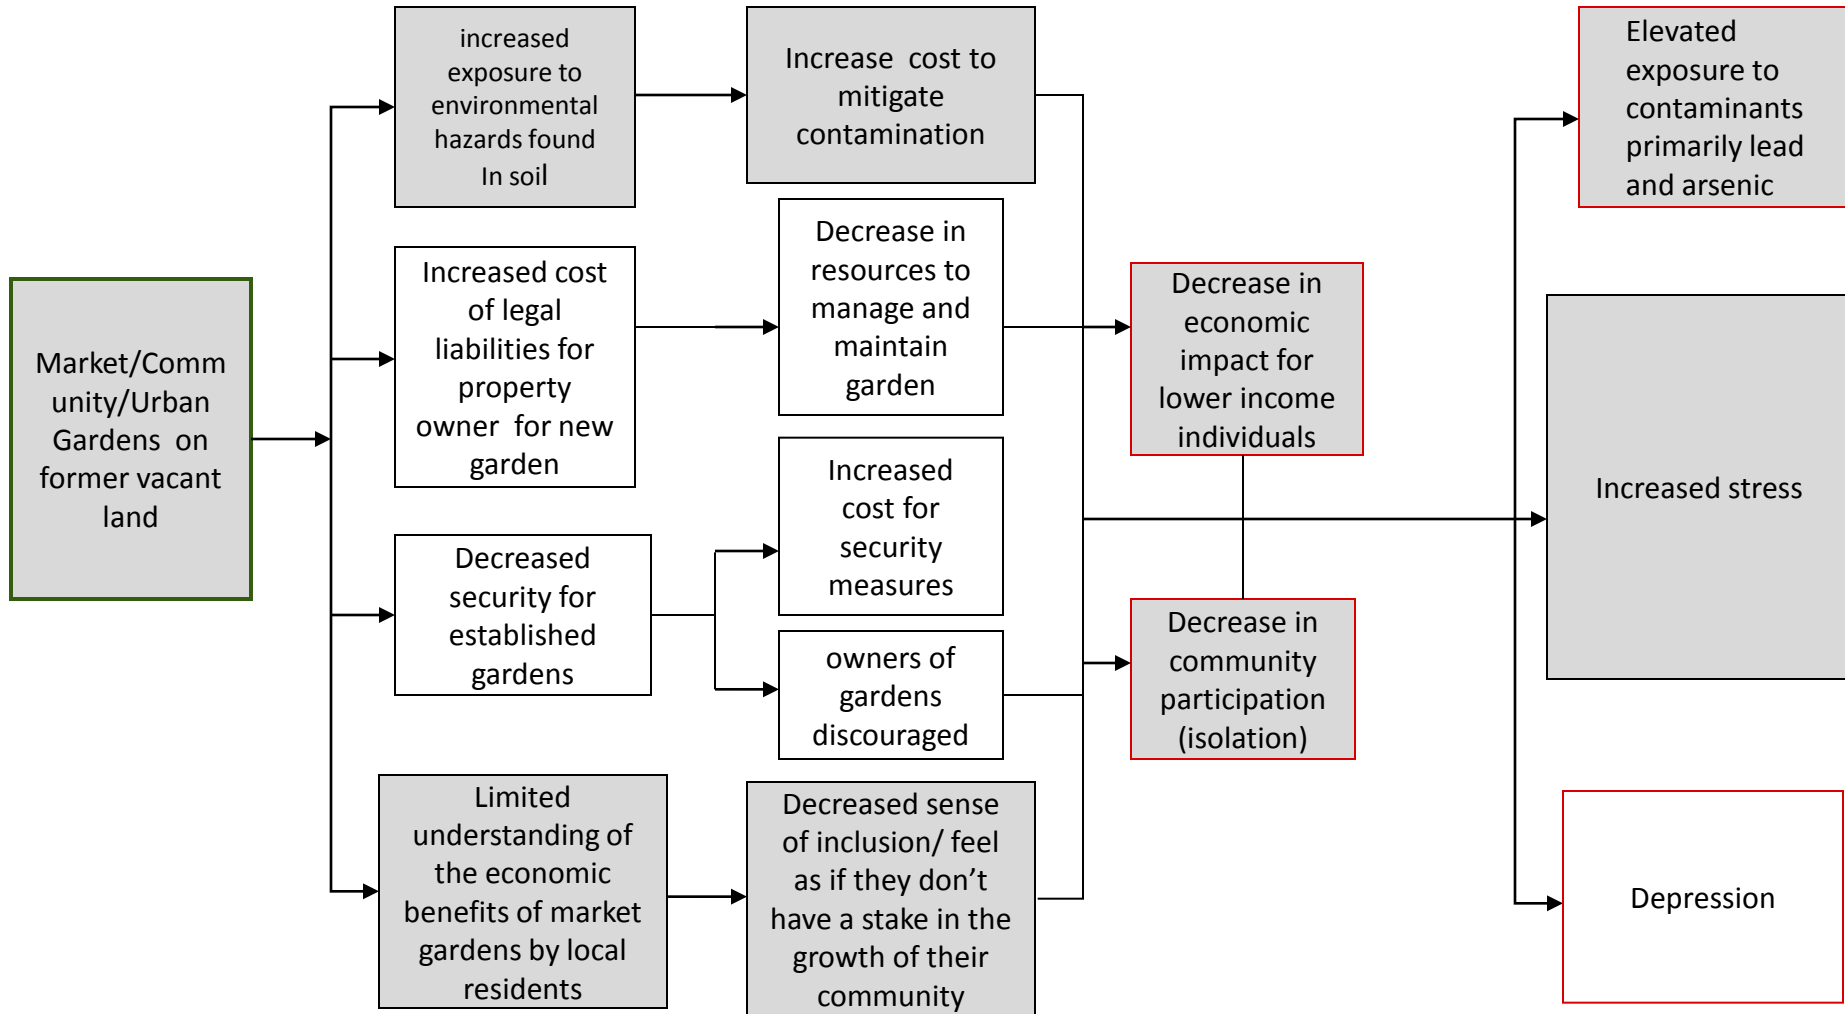 increased
exposure to
environmental
hazards found
In soil
Increase cost to
mitigate
contamination
Elevated
exposure to
contaminants
primarily lead
and arsenic
Market/Comm
unity/Urban
Gardens on
former vacant
land
Increased cost
of legal
liabilities for
property
owner for new
garden
Decrease in
resources to
manage and
maintain
garden
Decrease in
economic
impact for
lower income
individuals
Increased stress
Decreased
security for
established
gardens
Increased
cost for
security
measures
owners of
gardens
discouraged
Decrease in
community
participation
(isolation)
Limited
understanding of
the economic
benefits of market
gardens by local
residents
Decreased sense
of inclusion/ feel
as if they don’t
have a stake in the
growth of their
community
Depression